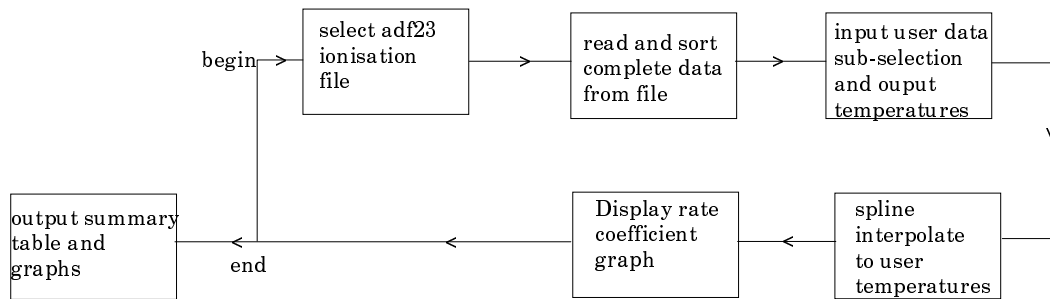 begin
select adf23
ionisation
file
read and sort
complete data
from file
input user data
sub-selection
and ouput
temperatures
spline
interpolate
to user
temperatures
Display rate
coefficient
graph
end
output summary
table and
graphs